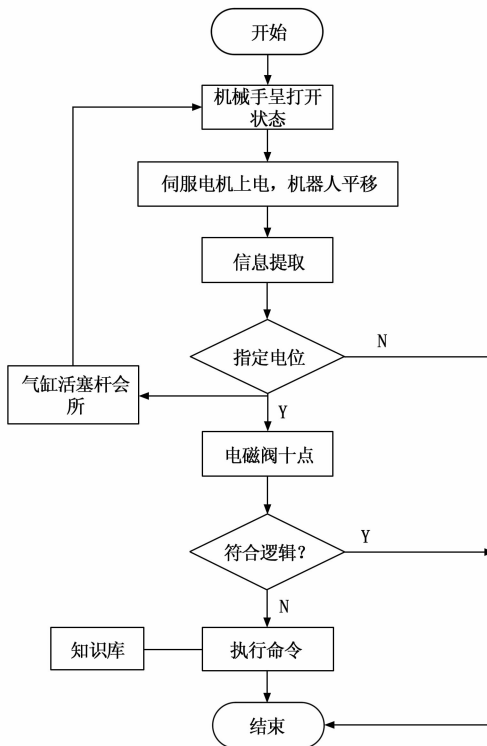 开始
机械手呈打开
状态
伺服电机上电，机器人平移
信息提取
指定电位
N
气缸活塞杆会
所
Y
电磁阀十点
符合逻辑？
Y
N
知识库
执行命令
结束